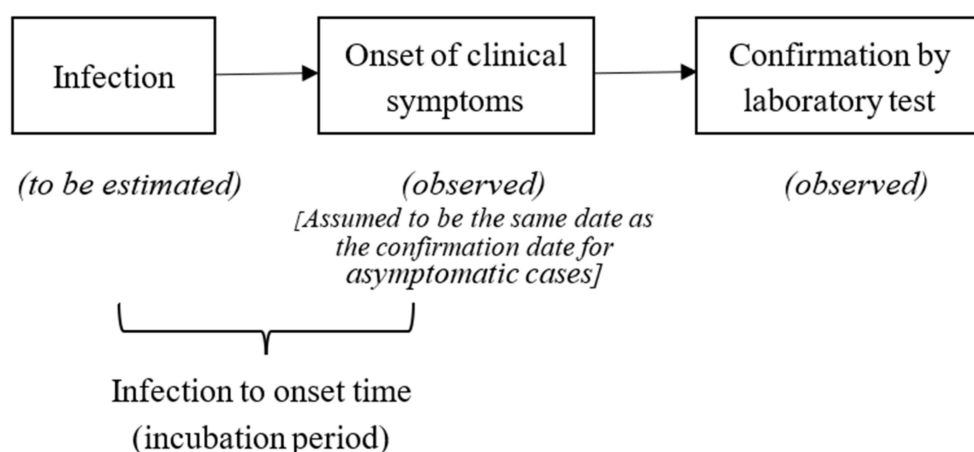 Infection
Onset of clinical
symptoms
Confirmation by
laboratory test
(to be estimated)
(observed)
[Assumed to be the same date as
the confirmation date for
asymptomatic cases]
(observed)
Infection to onset time
(incubation period)